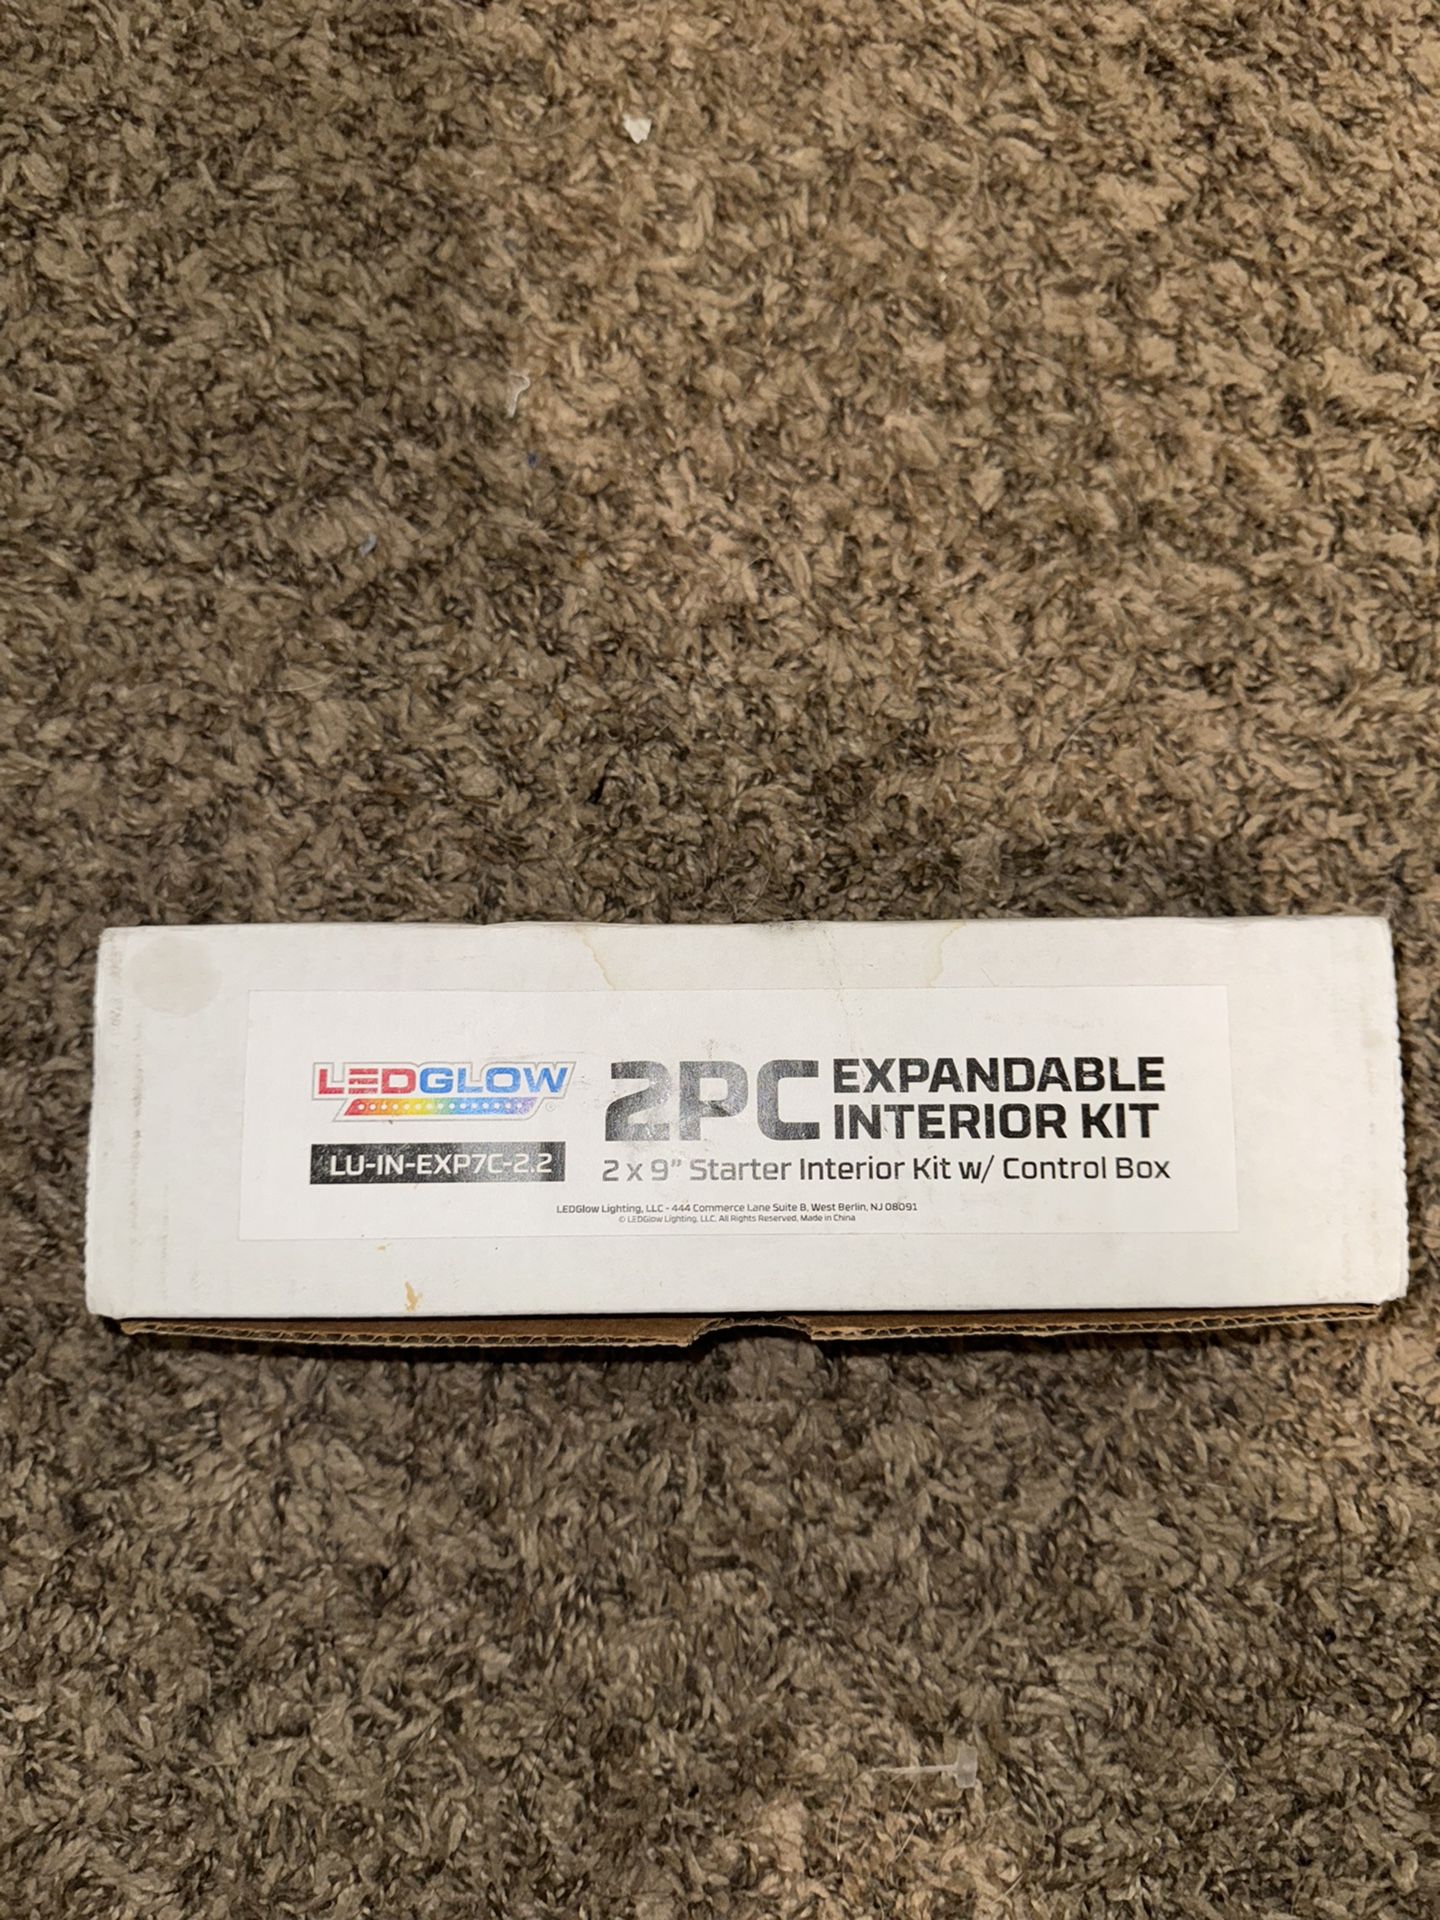 LEDGLOW
LU-IN-EXP7C-2.2
2PC EXPANDABLE
INTERIOR KIT
2 x 9" Starter Interior Kit w/ Control Box
LEDGlow Lighting, LLC - 444 Commerce Lane Suite B, West Berlin, NJ 08091
© LEDGlow Lighting, LLC. All Rights Reserved. Made in China